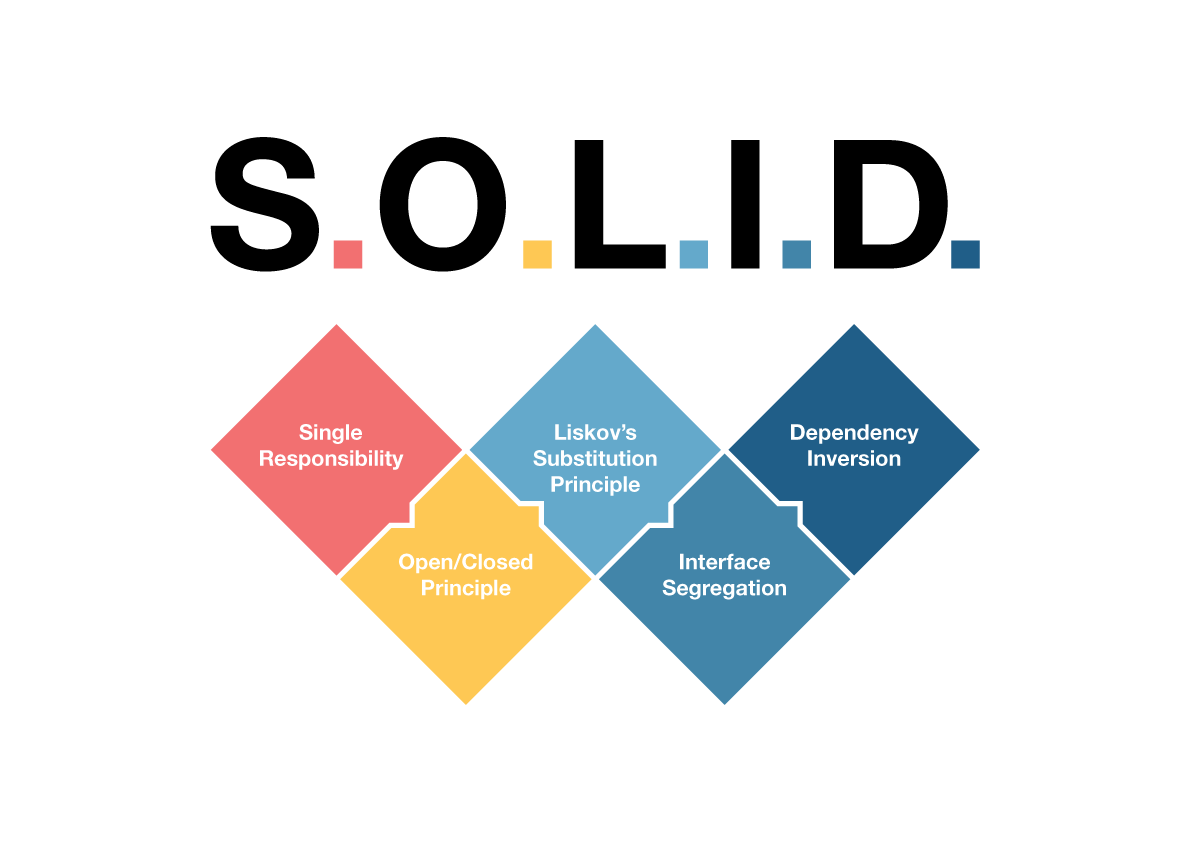 S.O.L.I.D.
Single
Responsibility
Open/Closed
Principle
Liskov’s
Substitution
Principle
Interface
Segregation
Dependency
Inversion